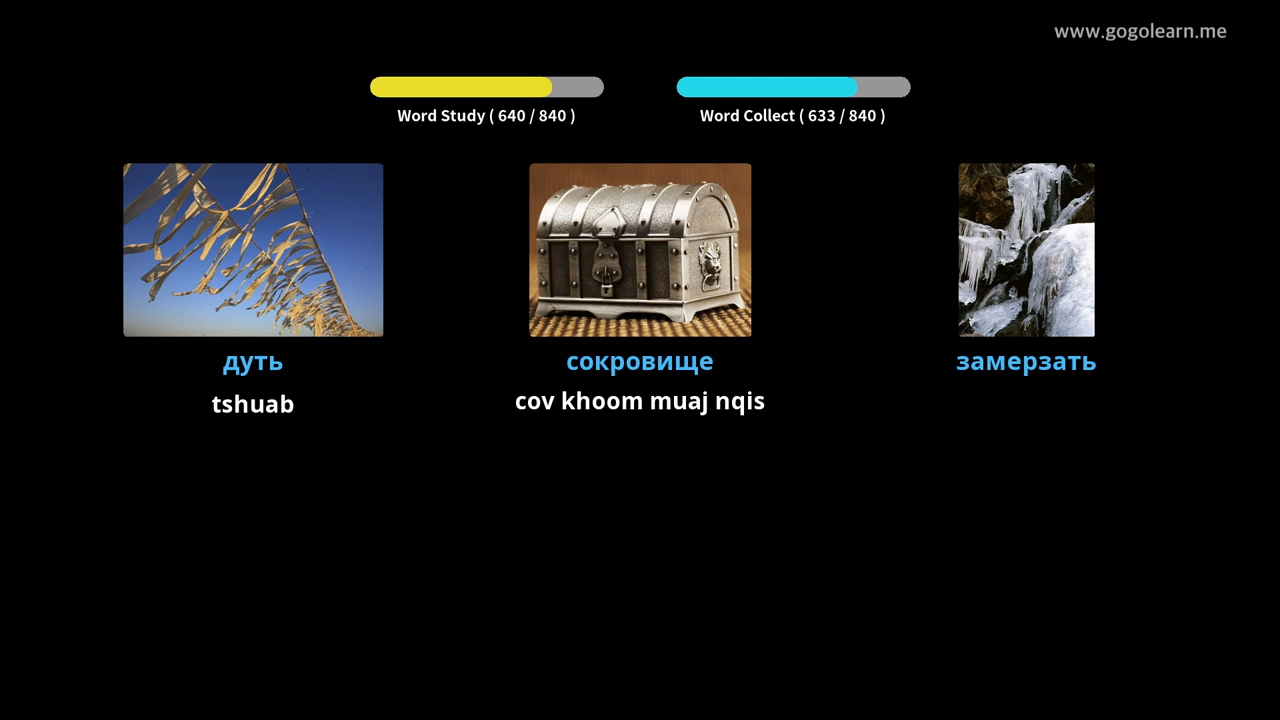 www.gogolearn.me
Word Study ( 640 / 840 )
Word Collect ( 633 / 840 )
дуть
сокровище
замерзать
tshuab
cov khoom muaj nqis